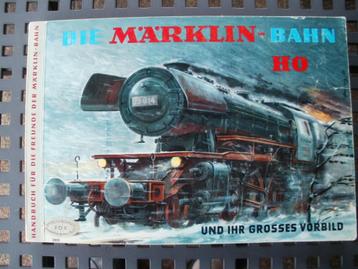 DIE MÄRKLIN-BAHN
HO
HANDBUCH FÜR DIE FREUNDE DER MÄRKLIN-BAHN
UND IHR GROSSES VORBILD